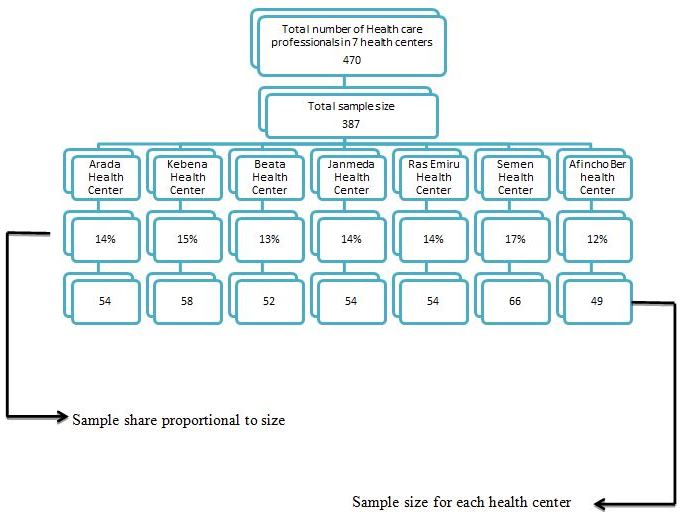 Total number of Health care
professionals in 7 health centers
470
Total sample size
387
Arada
Health
Center
Kebena
Health
Center
Beata
Health
Center
Janmeda
Health
Center
Ras Emiru
Health
Center
Semen
Health
Center
Afincho Ber
health
Center
14%
15%
13%
14%
14%
17%
12%
54
58
52
54
54
66
49
Sample share proportional to size
Sample size for each health center